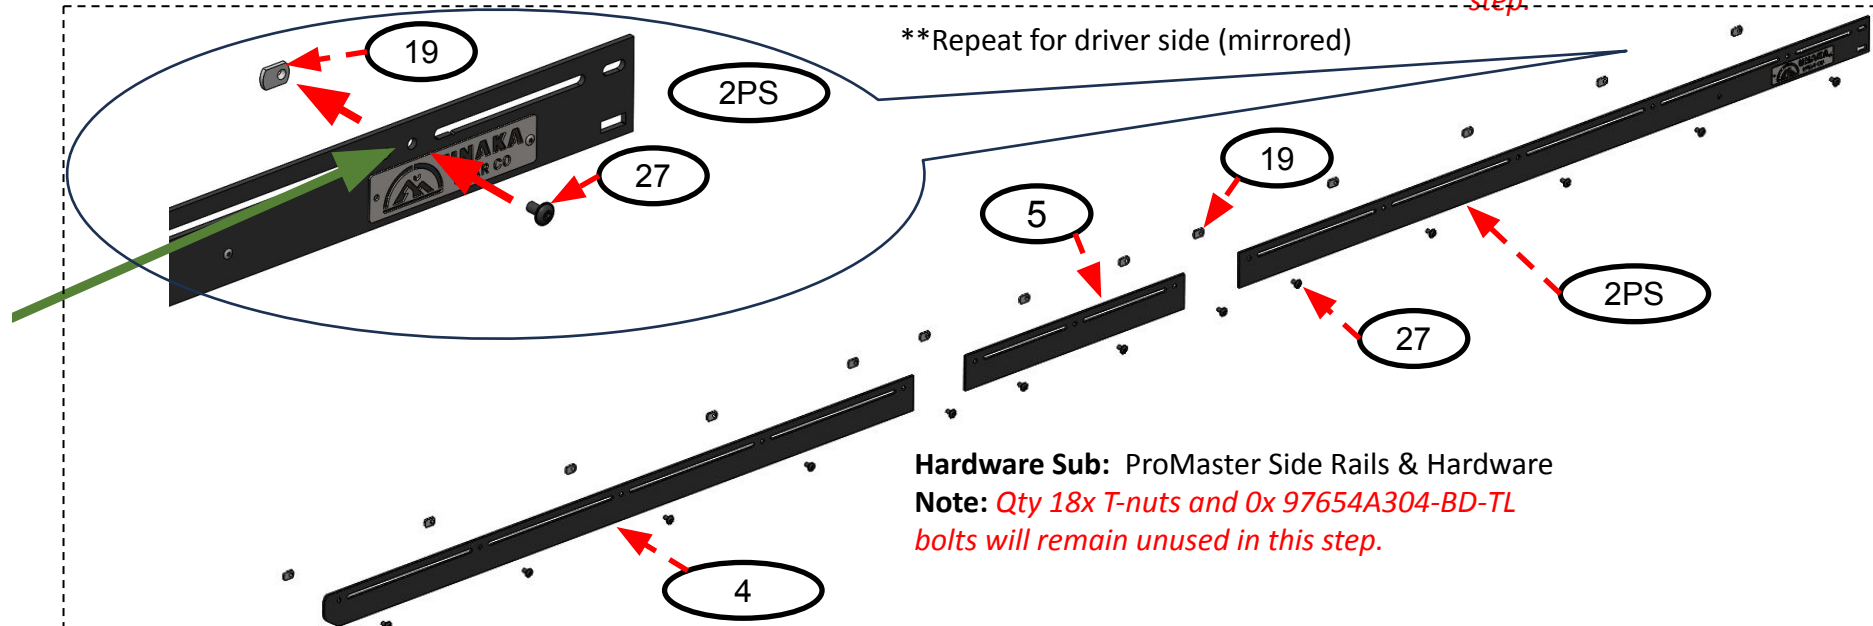 step.
**Repeat for driver side (mirrored)
19
2PS
27
19
5
2PS
27
Hardware Sub: ProMaster Side Rails & Hardware
Note: Qty 18x T-nuts and 0x 97654A304-BD-TL
bolts will remain unused in this step.
4